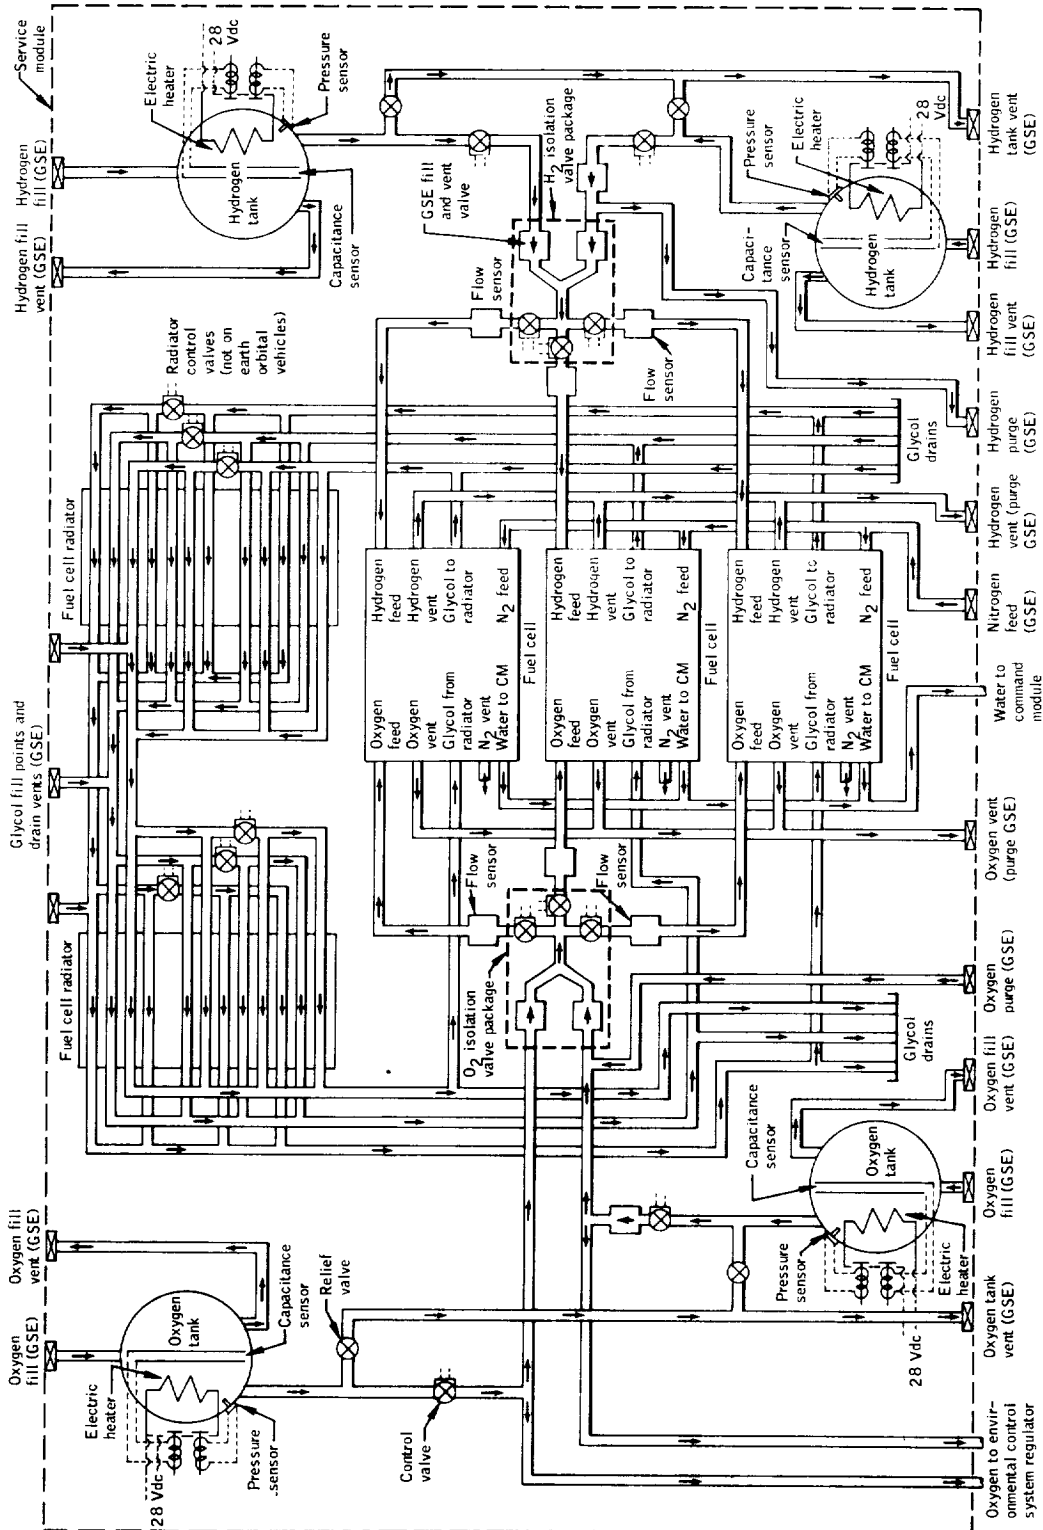 Service
module
Hydrogen
fill (GSE)
Hydrogen fill
vent (GSE)
Electric
heater
28
Vdc
Pressure
sensor
Hydrogen
tank
Capacitance
sensor
GSE fill
and vent
valve
H2 isolation
valve package
Flow
sensor
Flow
sensor
Pressure
sensor
Electric
heater
28
Vdc
Capaci-
tance
sensor
Hydrogen
tank
Hydrogen
tank vent
(GSE)
Hydrogen
fill (GSE)
Hydrogen
fill vent
(GSE)
Hydrogen
purge
(GSE)
Hydrogen
vent (purge
GSE)
Nitrogen
feed
(GSE)
Water to
command
module
Radiator
control
valves
(not on
earth
orbital
vehicles)
Glycol
drains
Fuel cell radiator
Glycol fill points and
drain vents (GSE)
Hydrogen
feed
Hydrogen
vent
Glycol to
radiator
N2 feed
Oxygen
feed
Oxygen
vent
Glycol from
radiator
N2 vent
Water to CM
Fuel cell
Hydrogen
feed
Hydrogen
vent
Glycol to
radiator
N2 feed
Oxygen
feed
Oxygen
vent
Glycol from
radiator
N2 vent
Water to CM
Fuel cell
Hydrogen
feed
Hydrogen
vent
Glycol to
radiator
N2 feed
Oxygen
feed
Oxygen
vent
Glycol from
radiator
N2 vent
Water to CM
Fuel cell
Fuel cell radiator
Flow
sensor
Flow
sensor
O2 isolation
valve package
Glycol
drains
Oxygen vent
(purge GSE)
Oxygen
purge (GSE)
Oxygen fill
vent (GSE)
Oxygen
fill (GSE)
Oxygen tank
vent (GSE)
Oxygen to envir-
onmental control
system regulator
Oxygen fill
vent (GSE)
Oxygen
fill (GSE)
Oxygen
tank
Capacitance
sensor
Relief
valve
Electric
heater
28 Vdc
Pressure
sensor
Control
valve
Capacitance
sensor
Oxygen
tank
Pressure
sensor
Electric
heater
28 Vdc